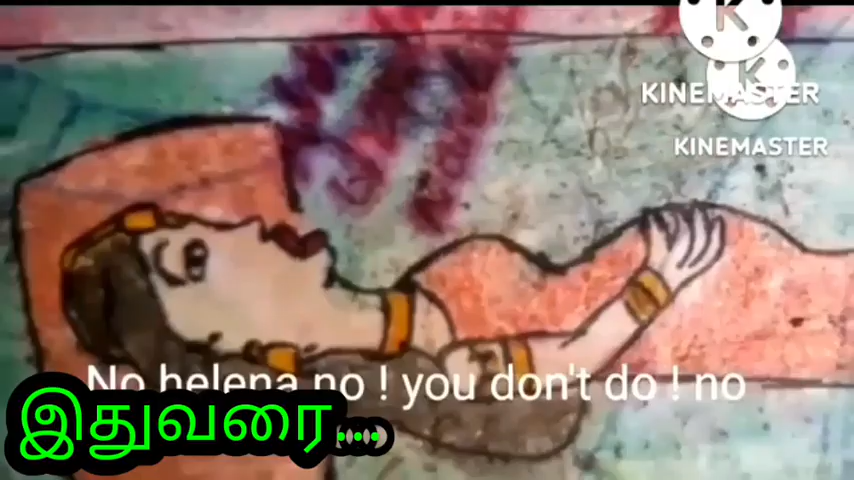 K
K
KINEMASTER
KINEMASTER
No helena no ! you don't do ! no
இதுவரை....